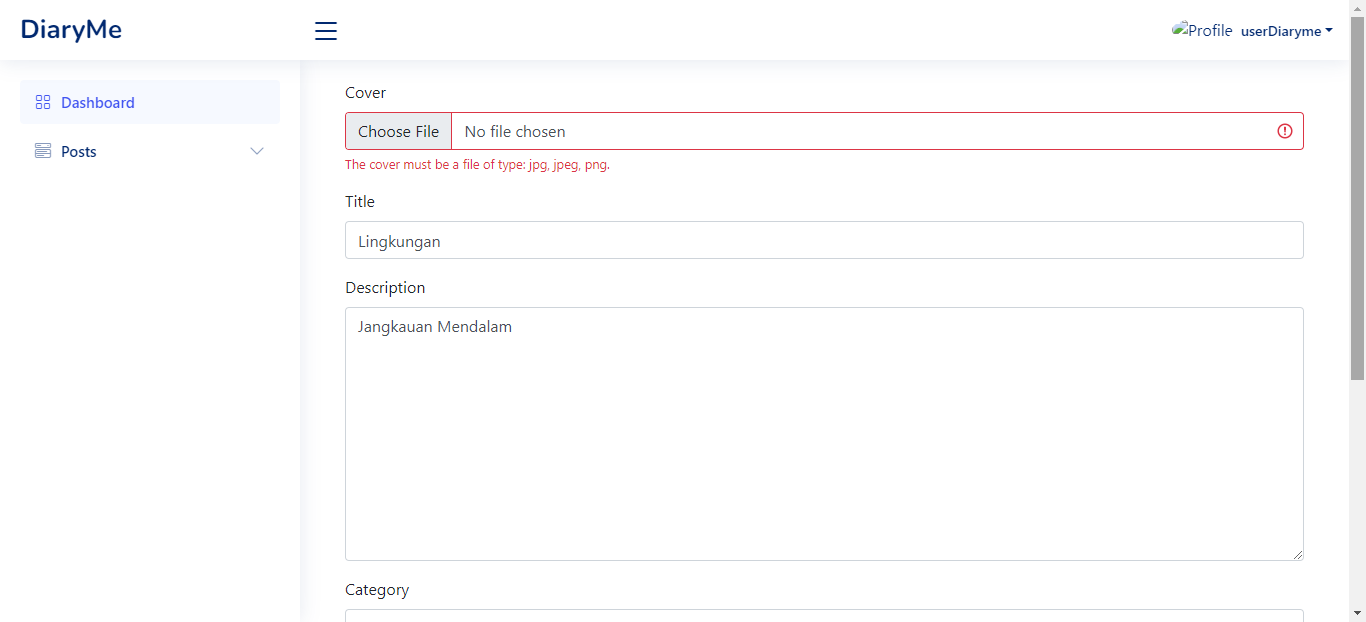 DiaryMe
Profile userDiaryme
Dashboard
Posts
Cover
Choose File No file chosen
The cover must be a file of type: jpg, jpeg, png.
Title
Lingkungan
Description
Jangkauan Mendalam
Category